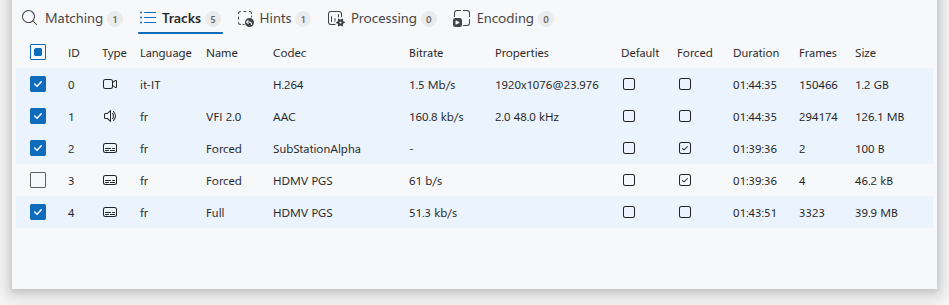 Matching 1 Tracks 5 Hints 1 Processing 0 Encoding 0
ID Type Language Name Codec Bitrate Properties Default Forced Duration Frames Size
0 it-IT H.264 1.5 Mb/s 1920x1076@23.976 01:44:35 150466 1.2 GB
1 fr VFI 2.0 AAC 160.8 kb/s 2.0 48.0 kHz 01:44:35 294174 126.1 MB
2 fr Forced SubStationAlpha - 01:39:36 2 100 B
3 fr Forced HDMV PGS 61 b/s 01:39:36 4 46.2 kB
4 fr Full HDMV PGS 51.3 kb/s 01:43:51 3323 39.9 MB